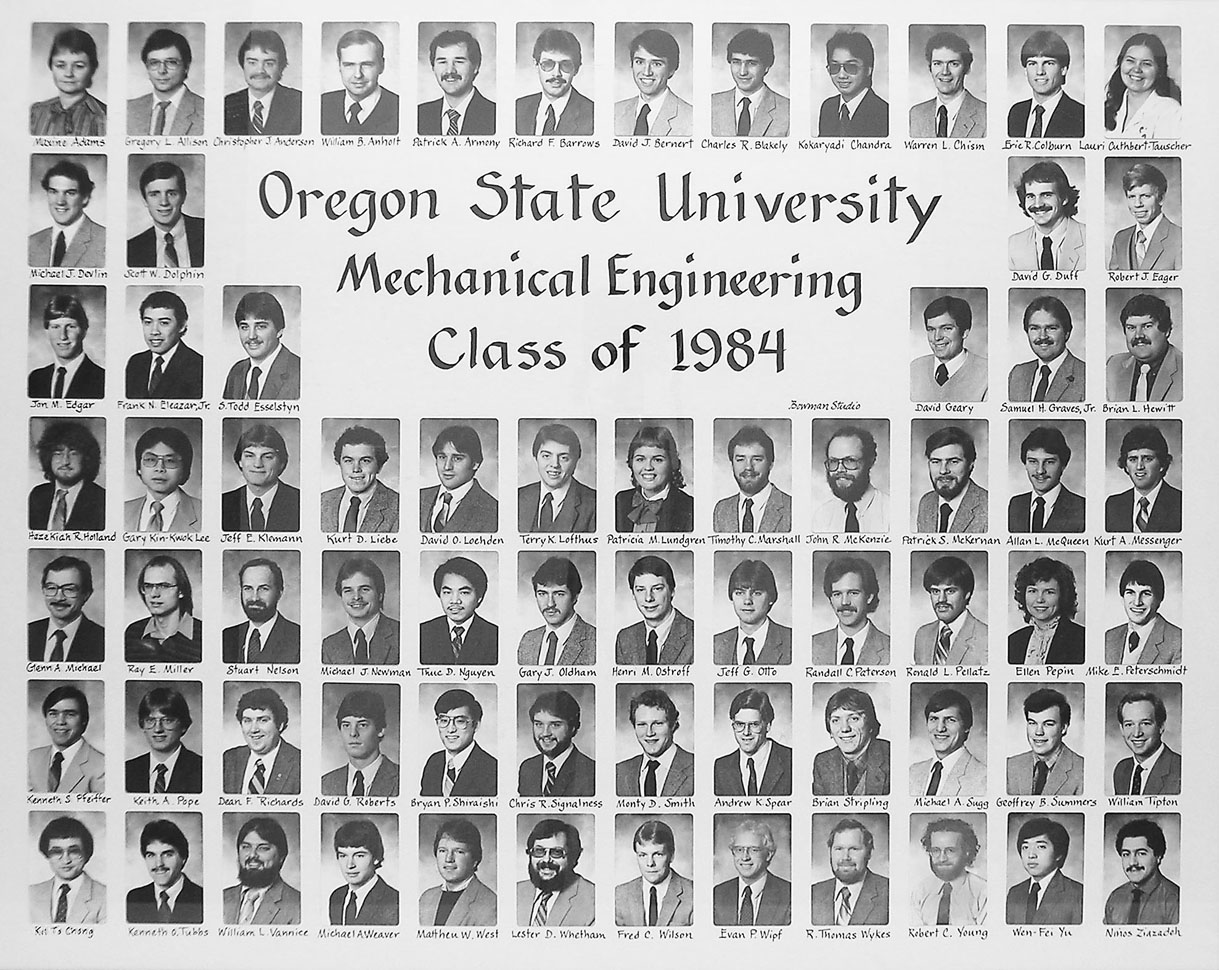 Maxine Adams Gregory L. Allison Christopher J. Anderson William B. Anholt Patrick A. Armony Richard F. Barrows David J. Bernert Charles R. Blakely Kokaryadi Chandra Warren L. Chism Eric R. Colburn Lauri Cuthbert-Tauscher
Oregon State University
Michael J. Devlin Scott W. Dolphin David G. Duff Robert J. Eager
Mechanical Engineering
Class of 1984
Jon M. Edgar Frank N. Eleazar, Jr. S. Todd Esselstyn Bowman Studio David Geary Samuel H. Graves, Jr. Brian L. Hewitt
Hezekiah R. Holland Gary Kin-Kwok Lee Jeff E. Klemann Kurt D. Liebe David O. Loehden Terry K. Lofthus Patricia M. Lundgren Timothy C. Marshall John R. McKenzie Patrick S. McKernan Allan L. McQueen Kurt A. Messenger
Glenn A. Michael Ray E. Miller Stuart Nelson Michael J. Newman Thuc D. Nguyen Gary J. Oldham Henri M. Ostroff Jeff G. Otto Randall C. Paterson Ronald L. Pellatz Ellen Pepin Mike E. Peterschmidt
Kenneth S. Pfeiffer Keith A. Pope Dean F. Richards David G. Roberts Bryan P. Shiraishi Chris R. Signalness Monty D. Smith Andrew K. Spear Brian Stripling Michael A. Sugg Geoffrey B. Summers William Tipton
Kit To Chong Kenneth O. Tubbs William L. Vannice Michael A Weaver Matthew W. West Lester D. Whetham Fred C. Wilson Evan P. Wipf R. Thomas Wykes Robert C. Young Wen-Fei Yu Ninos